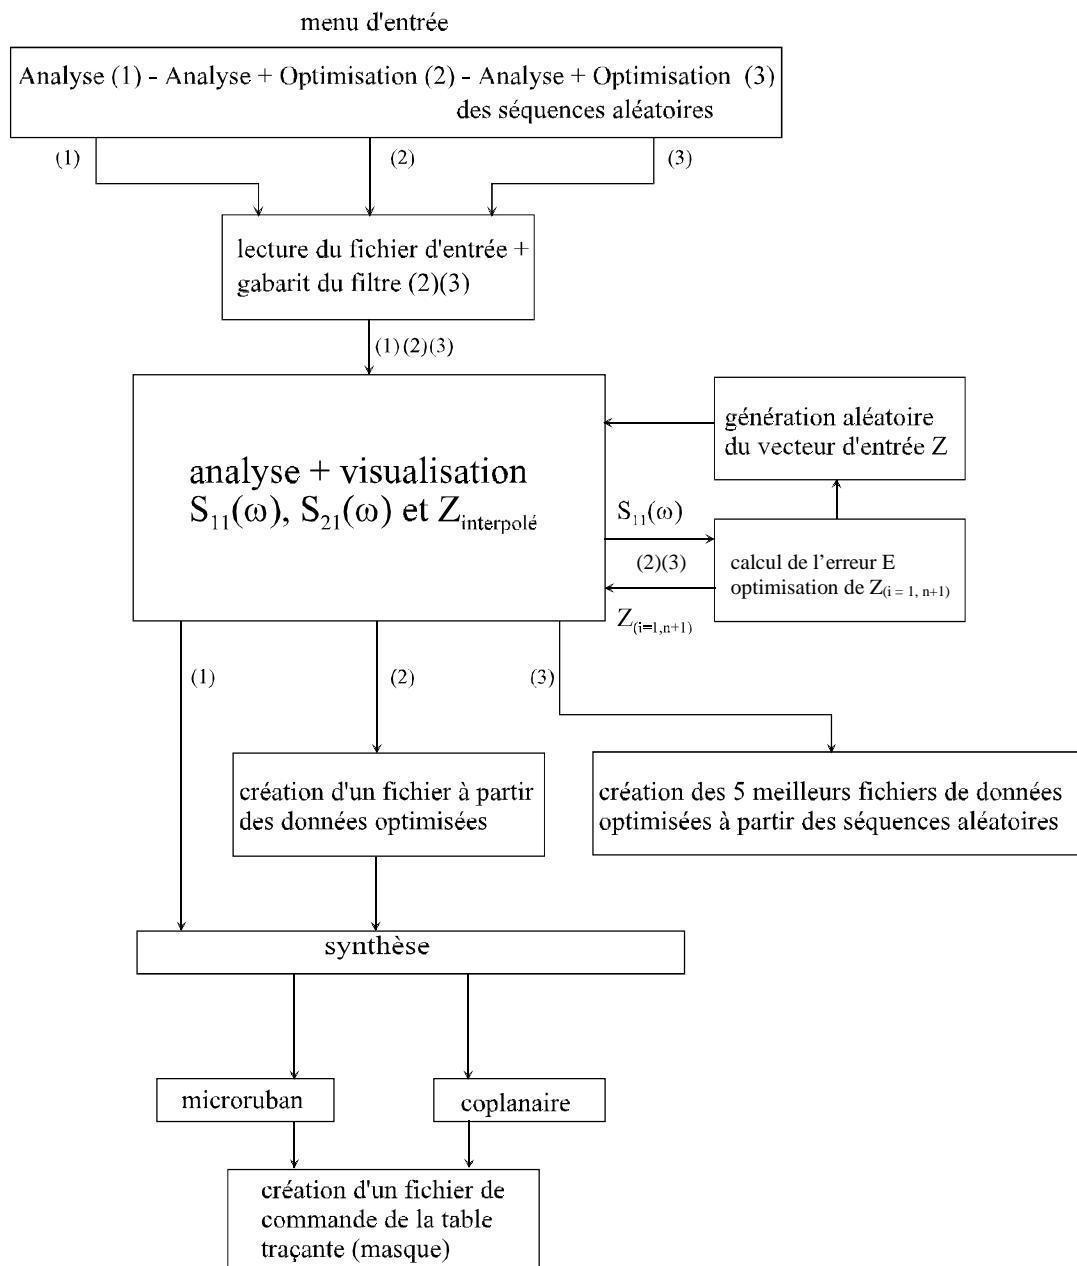 menu d'entrée
Analyse (1) - Analyse + Optimisation (2) - Analyse + Optimisation (3)
des séquences aléatoires
(1)
(2)
(3)
lecture du fichier d'entrée +
gabarit du filtre (2)(3)
(1)(2)(3)
analyse + visualisation
S11(ω), S21(ω) et Zinterpolé
génération aléatoire
du vecteur d'entrée Z
S11(ω)
(2)(3)
Z(i=1,n+1)
calcul de l’erreur E
optimisation de Z(i = 1, n+1)
(1)
(2)
(3)
création d'un fichier à partir
des données optimisées
création des 5 meilleurs fichiers de données
optimisées à partir des séquences aléatoires
synthèse
microruban
coplanaire
création d'un fichier de
commande de la table
traçante (masque)